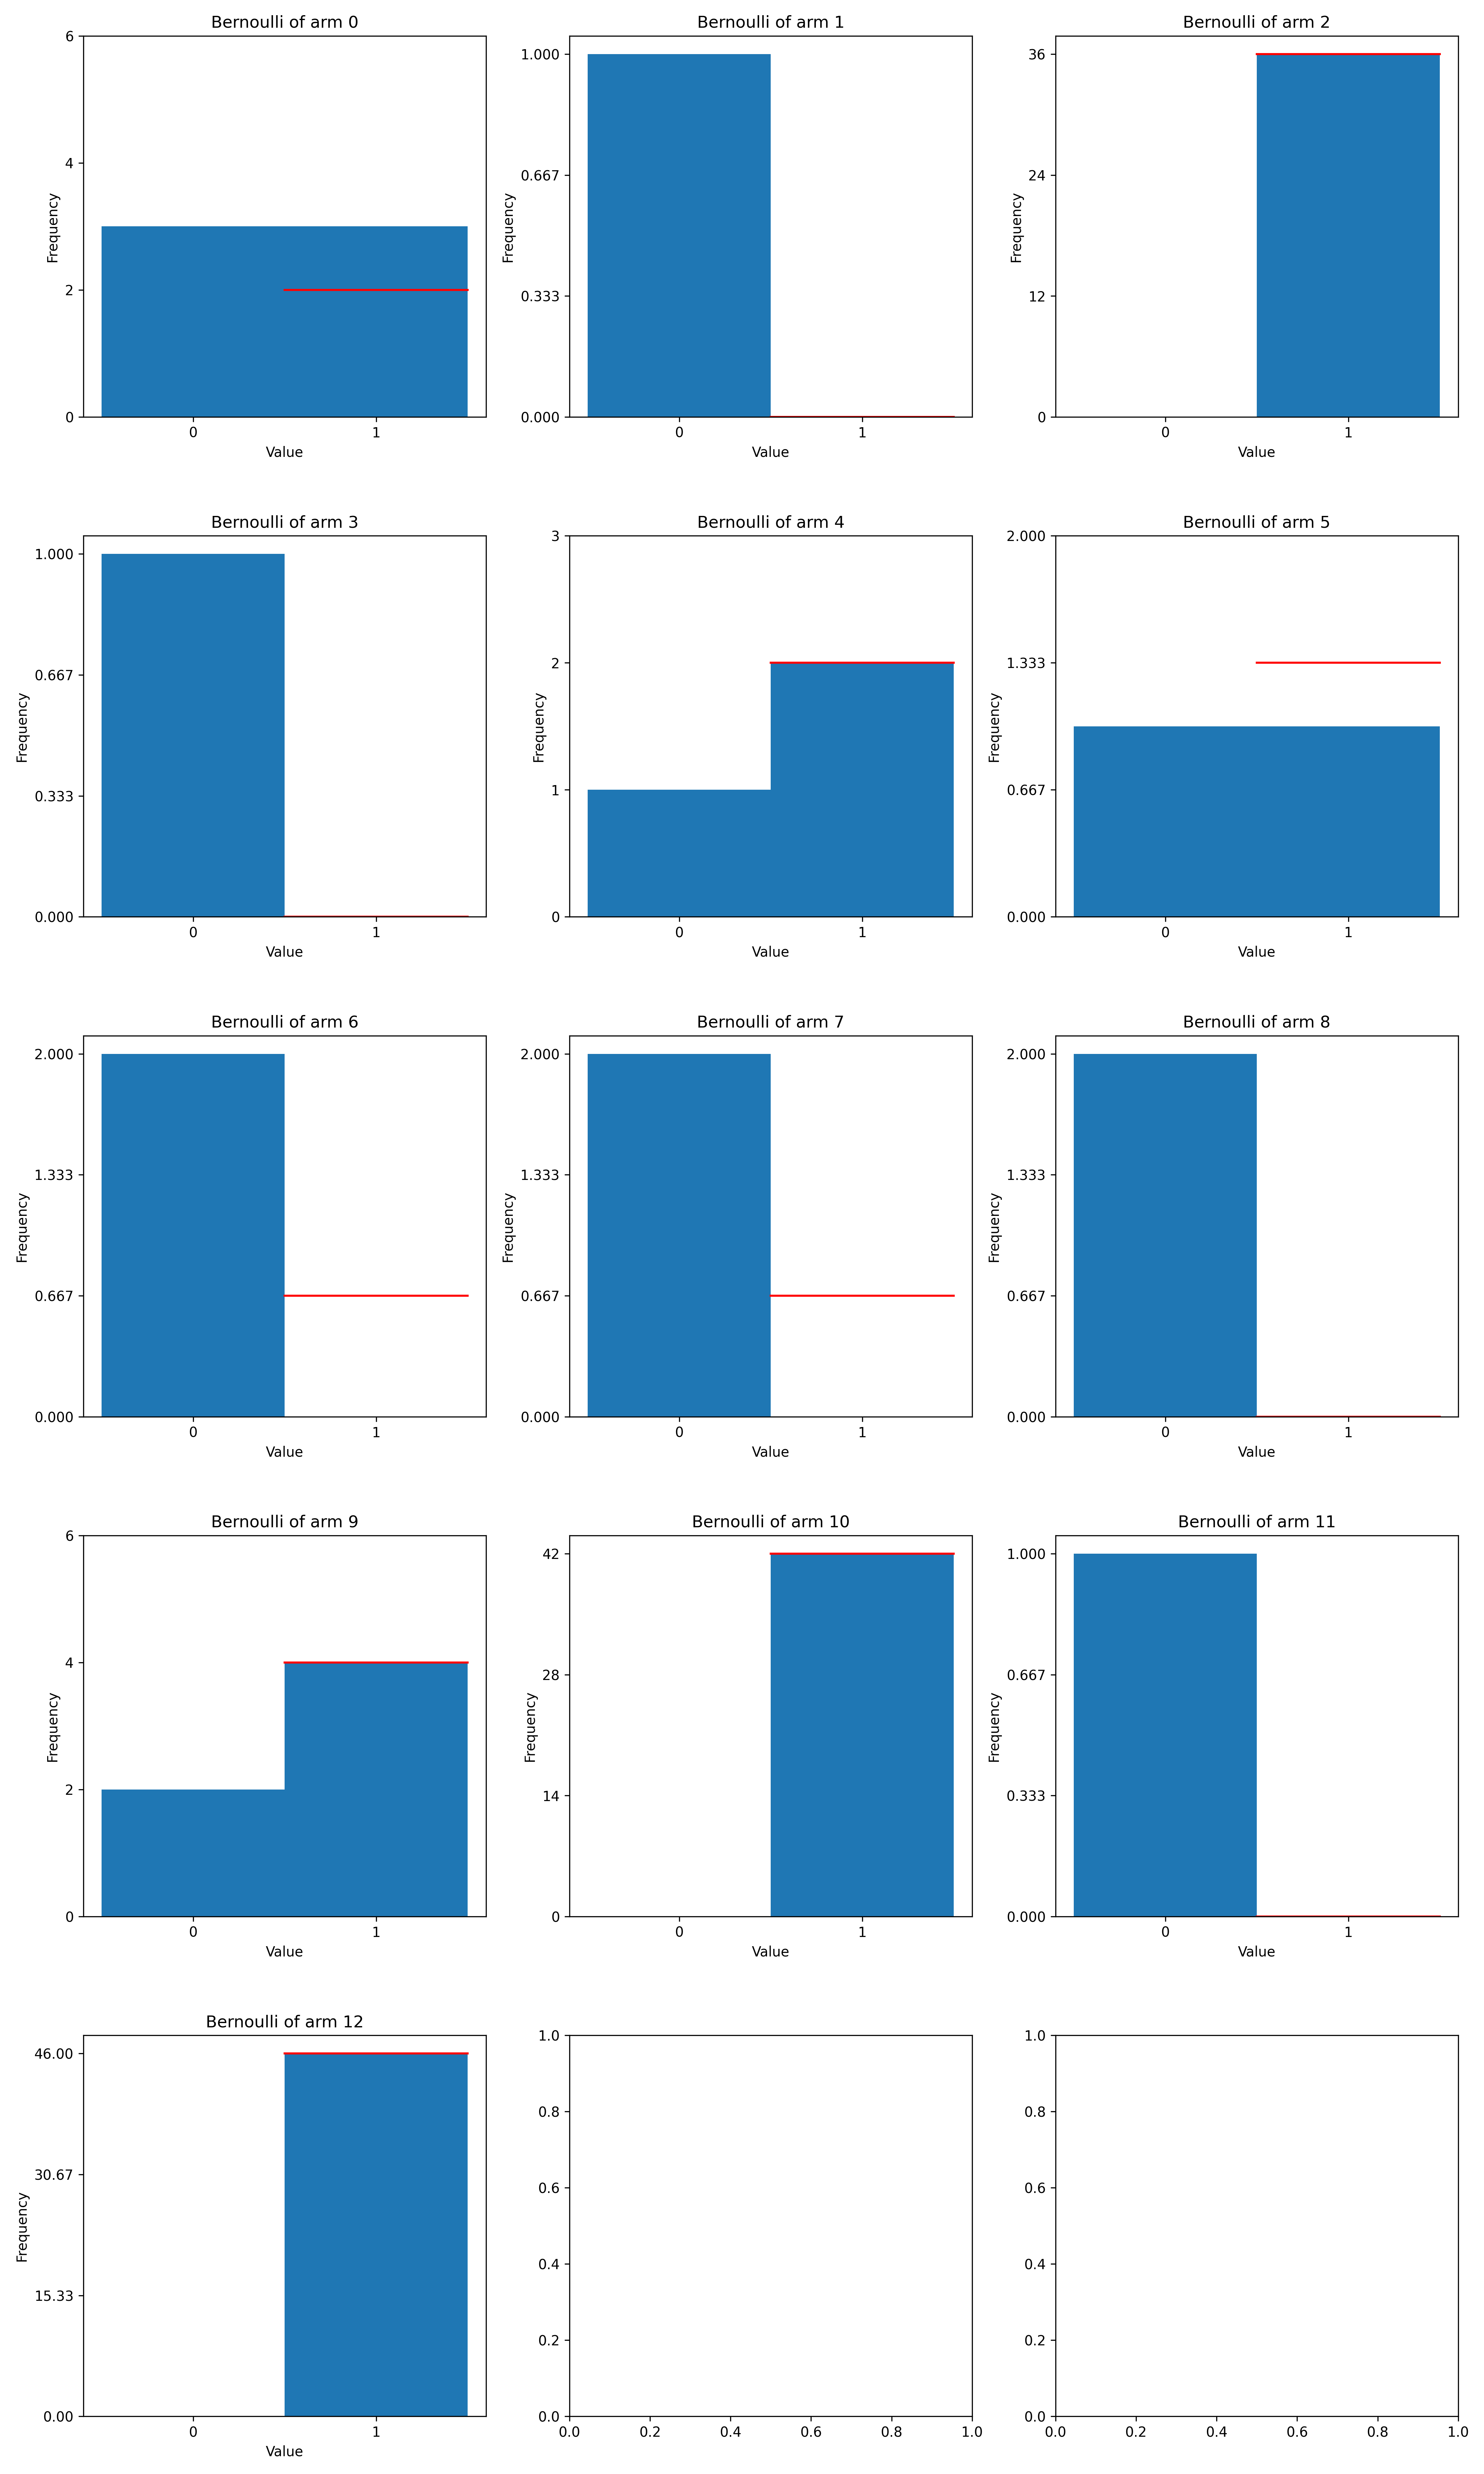 Bernoulli of arm 0
6
4
2
0
Frequency
0 1
Value
Bernoulli of arm 1
1.000
0.667
0.333
0.000
Frequency
0 1
Value
Bernoulli of arm 2
36
24
12
0
Frequency
0 1
Value
Bernoulli of arm 3
1.000
0.667
0.333
0.000
Frequency
0 1
Value
Bernoulli of arm 4
3
2
1
0
Frequency
0 1
Value
Bernoulli of arm 5
2.000
1.333
0.667
0.000
Frequency
0 1
Value
Bernoulli of arm 6
2.000
1.333
0.667
0.000
Frequency
0 1
Value
Bernoulli of arm 7
2.000
1.333
0.667
0.000
Frequency
0 1
Value
Bernoulli of arm 8
2.000
1.333
0.667
0.000
Frequency
0 1
Value
Bernoulli of arm 9
6
4
2
0
Frequency
0 1
Value
Bernoulli of arm 10
42
28
14
0
Frequency
0 1
Value
Bernoulli of arm 11
1.000
0.667
0.333
0.000
Frequency
0 1
Value
Bernoulli of arm 12
46.00
30.67
15.33
0.00
Frequency
0 1
Value
1.0
0.8
0.6
0.4
0.2
0.0
0.0 0.2 0.4 0.6 0.8 1.0
1.0
0.8
0.6
0.4
0.2
0.0
0.0 0.2 0.4 0.6 0.8 1.0